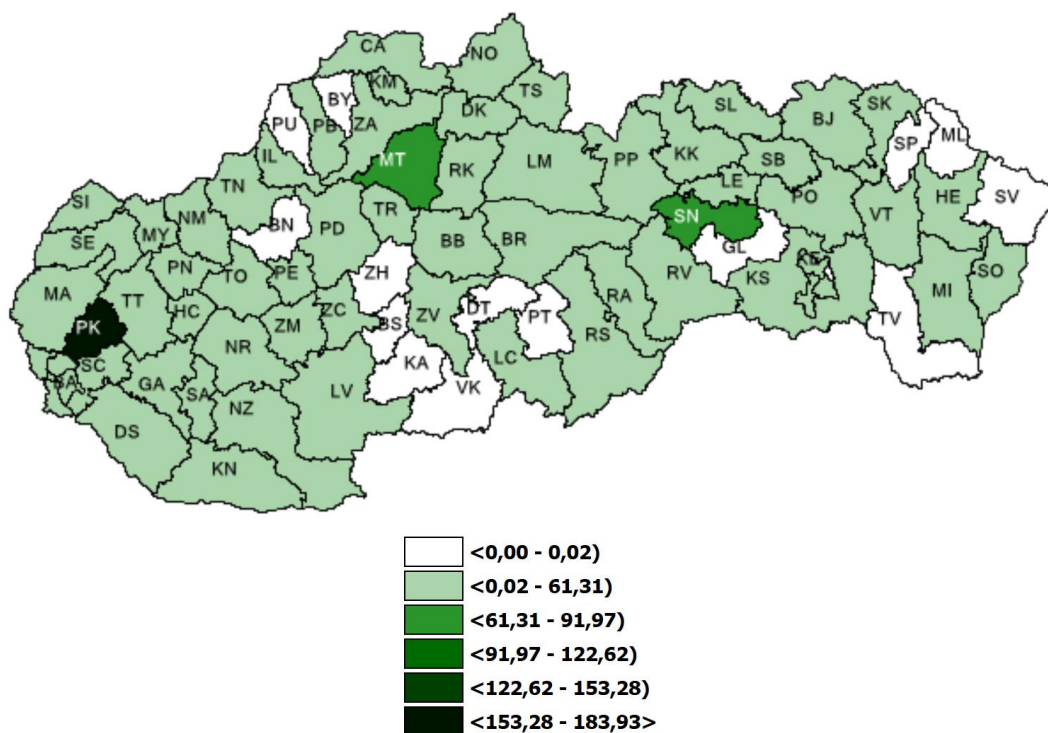 CA
NO
KM
BY
TS
PU
PB
ZA
DK
SL
SK
BJ
ML
SP
IL
MT
RK
LM
PP
KK
SB
LE
PO
HE
SV
VT
TN
SI
NM
BN
PD
TR
SN
BB
BR
SE
MY
GL
PN
TO
PE
ZH
RV
KS
KE
SO
MA
TT
HC
ZM
ZC
BS
ZV
DT
PT
RA
RS
MI
TV
PK
NR
KA
LC
VK
BA
SC
GA
SA
NZ
LV
DS
KN
<0,00 - 0,02)
<0,02 - 61,31)
<61,31 - 91,97)
<91,97 - 122,62)
<122,62 - 153,28)
<153,28 - 183,93>